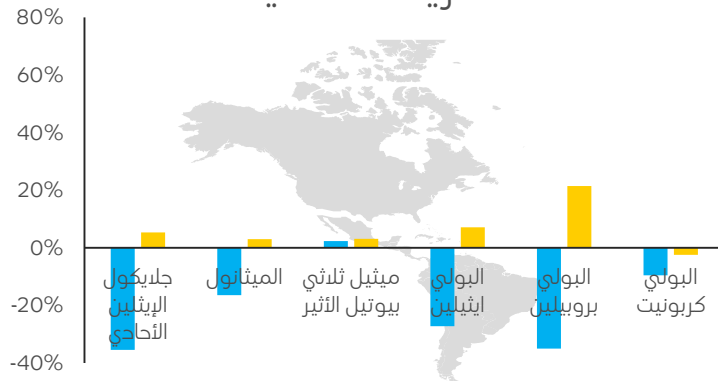 80%
60%
40%
20%
0%
-20%
-40%
جلايكول
الإيثلين
الأحادي
الميثانول
ميثيل ثلاثي
بيوتيل الأثير
البولي
ايثيلين
البولي
بروبيلين
البولي
كربونيت